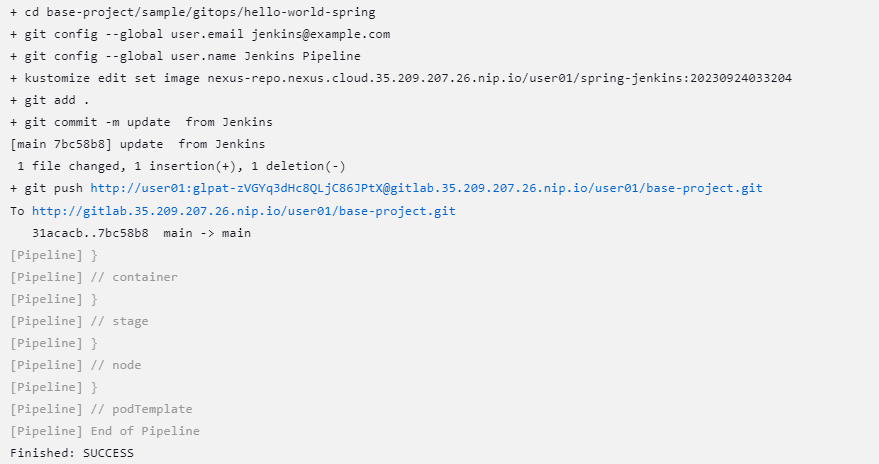 + cd base-project/sample/gitops/hello-world-spring
+ git config --global user.email jenkins@example.com
+ git config --global user.name Jenkins Pipeline
+ kustomize edit set image nexus-repo.nexus.cloud.35.209.207.26.nip.io/user01/spring-jenkins:20230924033204
+ git add .
+ git commit -m update  from Jenkins
[main 7bc58b8] update  from Jenkins
 1 file changed, 1 insertion(+), 1 deletion(-)
+ git push http://user01:glpat-zVGYq3dHc8QLjC86JPtX@gitlab.35.209.207.26.nip.io/user01/base-project.git
To http://gitlab.35.209.207.26.nip.io/user01/base-project.git
   31acacb..7bc58b8  main -> main
[Pipeline] }
[Pipeline] // container
[Pipeline] }
[Pipeline] // stage
[Pipeline] }
[Pipeline] // node
[Pipeline] }
[Pipeline] // podTemplate
[Pipeline] End of Pipeline
Finished: SUCCESS